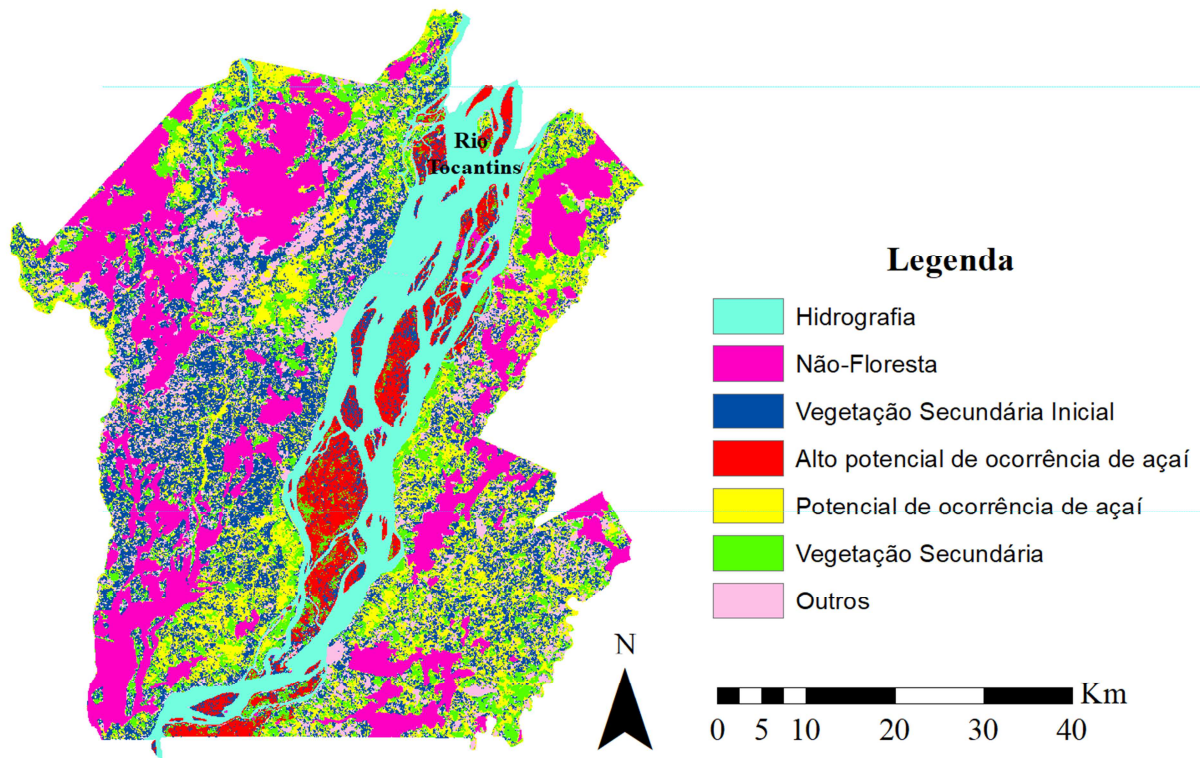 Rio
Tocantins
Legenda
Hidrografia
Não-Floresta
Vegetação Secundária Inicial
Alto potencial de ocorrência de açaí
Potencial de ocorrência de açaí
Vegetação Secundária
Outros
N
Km
0 5 10 20 30 40